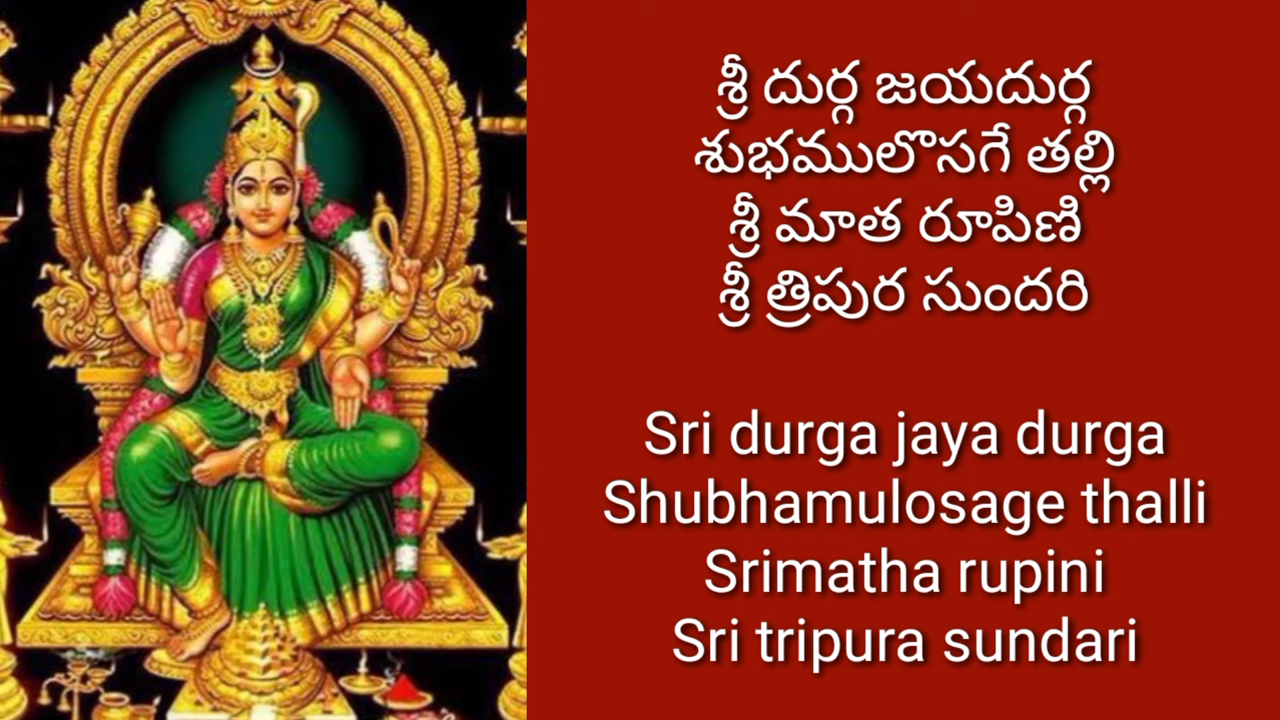 శ్రీ దుర్గ జయదుర్గ
శుభములొసగే తల్లి
శ్రీ మాత రూపిణి
శ్రీ త్రిపుర సుందరి
Sri durga jaya durga
Shubhamulosage thalli
Srimatha rupini
Sri tripura sundari